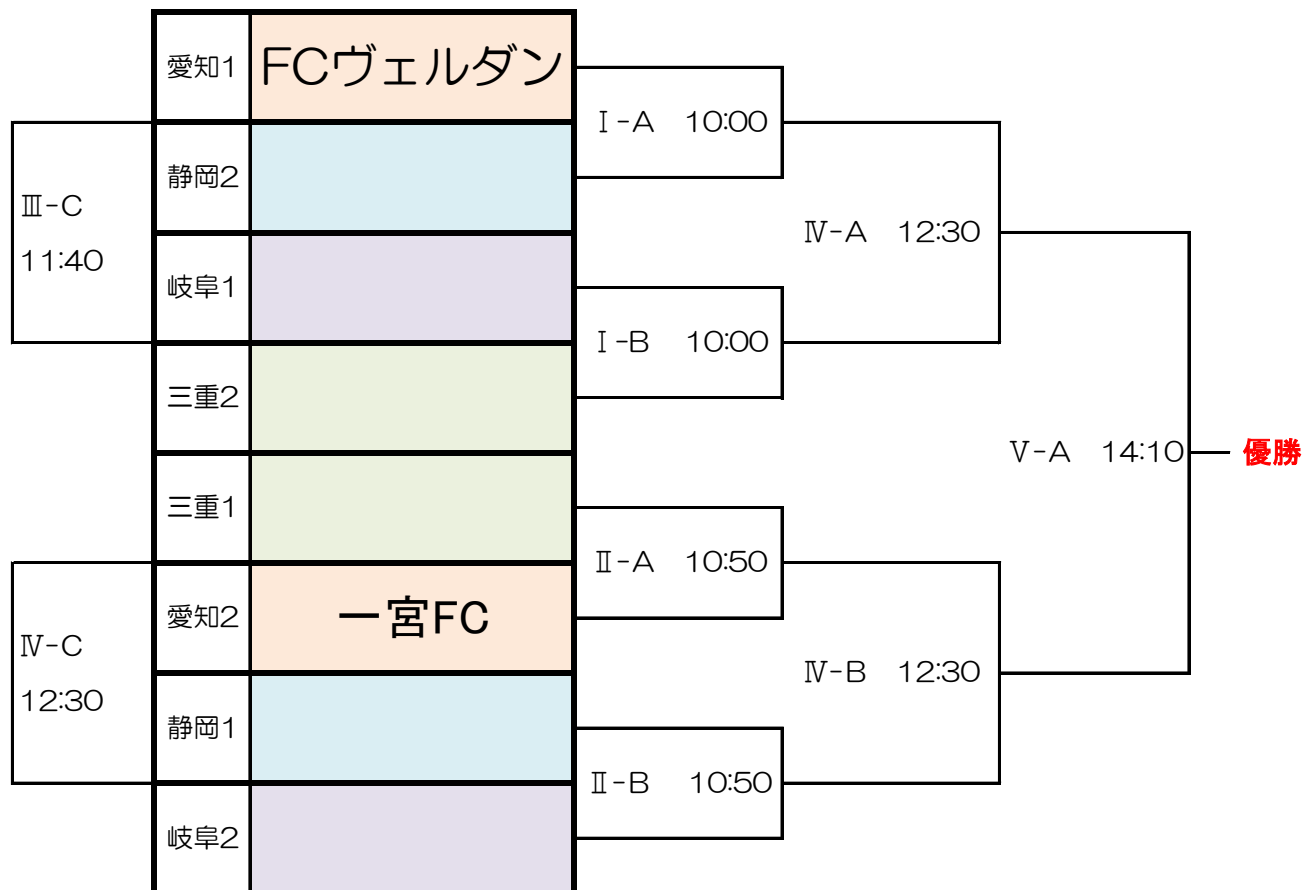 愛知1 FCヴェルダン
Ⅰ-A 10:00
静岡2
Ⅲ-C
11:40
Ⅳ-A 12:30
岐阜1
Ⅰ-B 10:00
三重2
Ⅴ-A 14:10 優勝
三重1
Ⅱ-A 10:50
愛知2 一宮FC
Ⅳ-C
12:30
Ⅳ-B 12:30
静岡1
Ⅱ-B 10:50
岐阜2